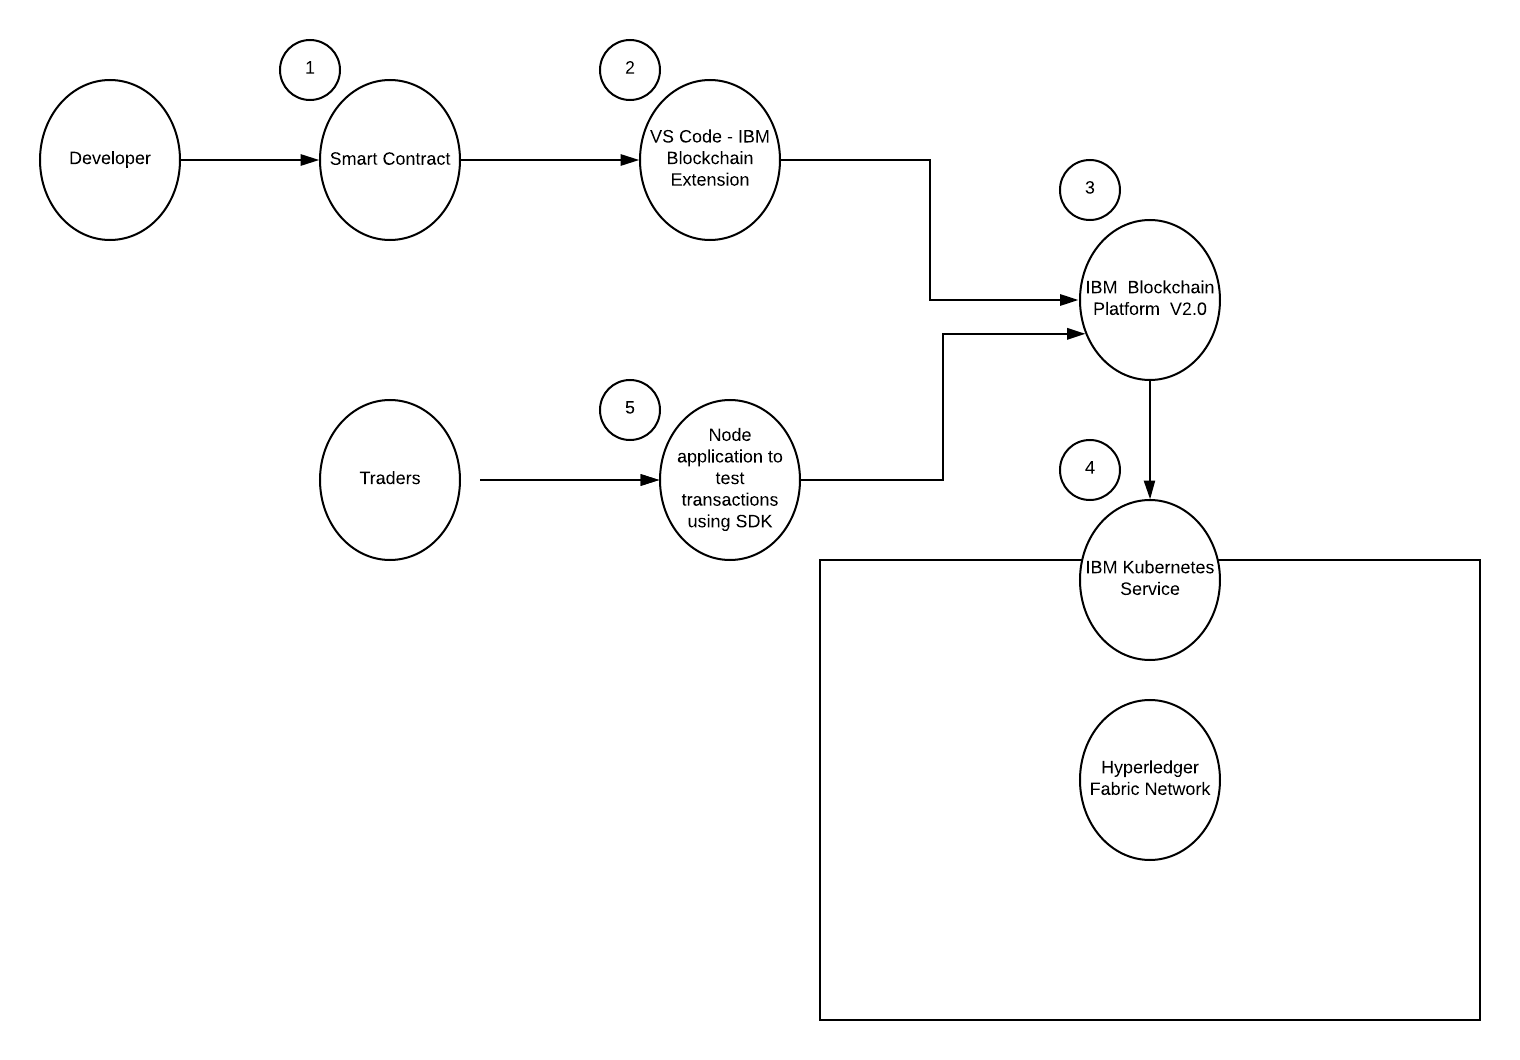 1
2
Developer
Smart Contract
VS Code - IBM
Blockchain
Extension
3
IBM  Blockchain
Platform  V2.0
5
Traders
Node
application to
test
transactions
using SDK
4
IBM Kubernetes
Service
Hyperledger
Fabric Network